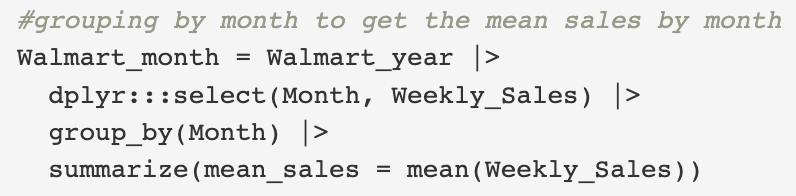 #grouping by month to get the mean sales by month
Walmart_month = Walmart_year |>
  dplyr:::select(Month, Weekly_Sales) |>
  group_by(Month) |>
  summarize(mean_sales = mean(Weekly_Sales))